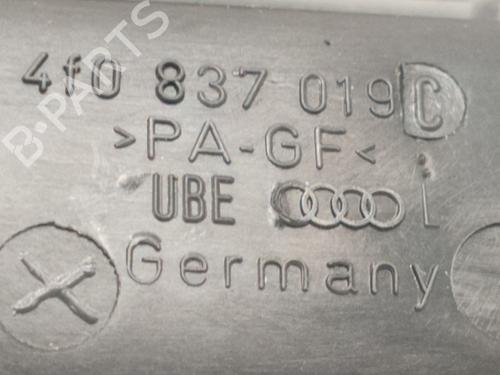 B-PARTS
4f0 837 019 C
>PA-GF<
UBE i
Germany